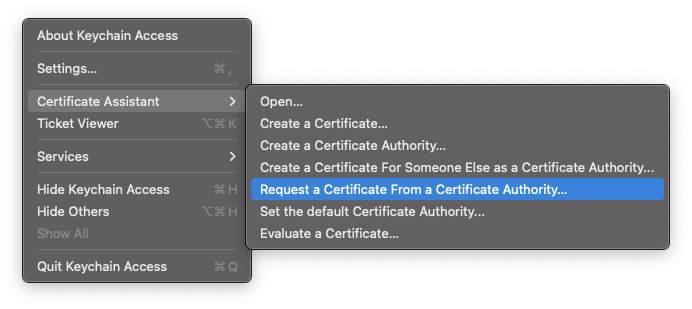 About Keychain Access
Settings... ⌘ ,
Certificate Assistant >
Ticket Viewer ⌥⌘K
Services >
Hide Keychain Access ⌘H
Hide Others ⌥⌘H
Show All
Quit Keychain Access ⌘Q
Open...
Create a Certificate...
Create a Certificate Authority...
Create a Certificate For Someone Else as a Certificate Authority...
Request a Certificate From a Certificate Authority...
Set the default Certificate Authority...
Evaluate a Certificate...